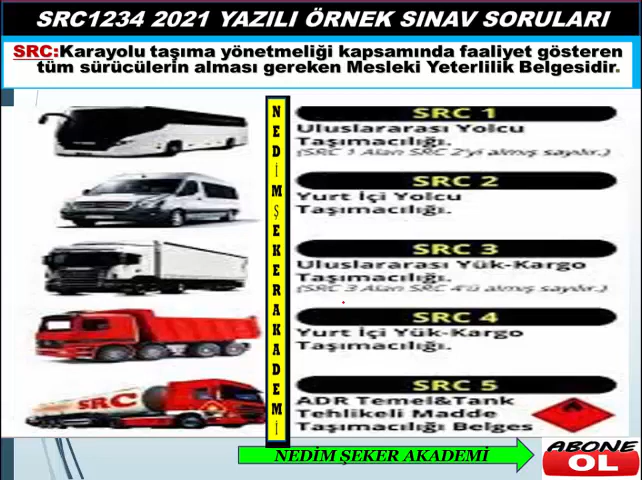 SRC1234 2021 YAZILI ÖRNEK SINAV SORULARI
SRC:Karayolu taşıma yönetmeliği kapsamında faaliyet gösteren
tüm sürücülerin alması gereken Mesleki Yeterlilik Belgesidir.
NEDİMŞEKERAKADEMİ
SRC 1
Uluslararası Yolcu
Taşımacılığı.
(SRC 1 Alan SRC 2'yi almış sayılır.)
SRC 2
Yurt İçi Yolcu
Taşımacılığı.
SRC 3
Uluslararası Yük-Kargo
Taşımacılığı.
(SRC 3 Alan SRC 4'ü almış sayılır.)
SRC 4
Yurt İçi Yük-Kargo
Taşımacılığı.
SRC
SRC 5
ADR Temel&Tank
Tehlikeli Madde
Taşımacılığı Belges
NEDİM ŞEKER AKADEMİ
ABONE
OL